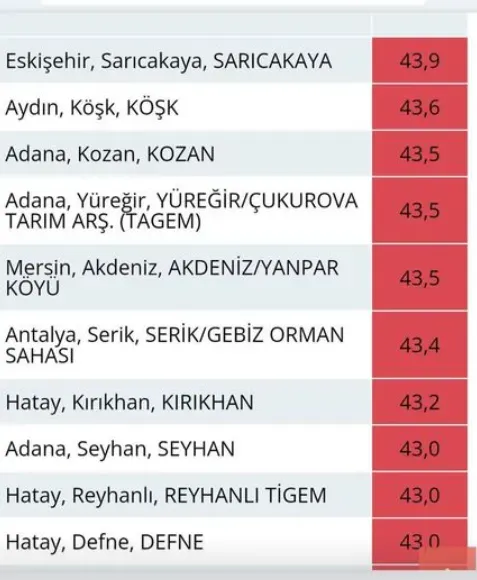 Eskişehir, Sarıcakaya, SARICAKAYA 43,9
Aydın, Köşk, KÖŞK 43,6
Adana, Kozan, KOZAN 43,5
Adana, Yüreğir, YÜREĞİR/ÇUKUROVA
TARIM ARŞ. (TAGEM) 43,5
Mersin, Akdeniz, AKDENİZ/YANPAR
KÖYÜ 43,5
Antalya, Serik, SERİK/GEBİZ ORMAN
SAHASI 43,4
Hatay, Kırıkhan, KIRIKHAN 43,2
Adana, Seyhan, SEYHAN 43,0
Hatay, Reyhanlı, REYHANLI TİGEM 43,0
Hatay, Defne, DEFNE 43,0